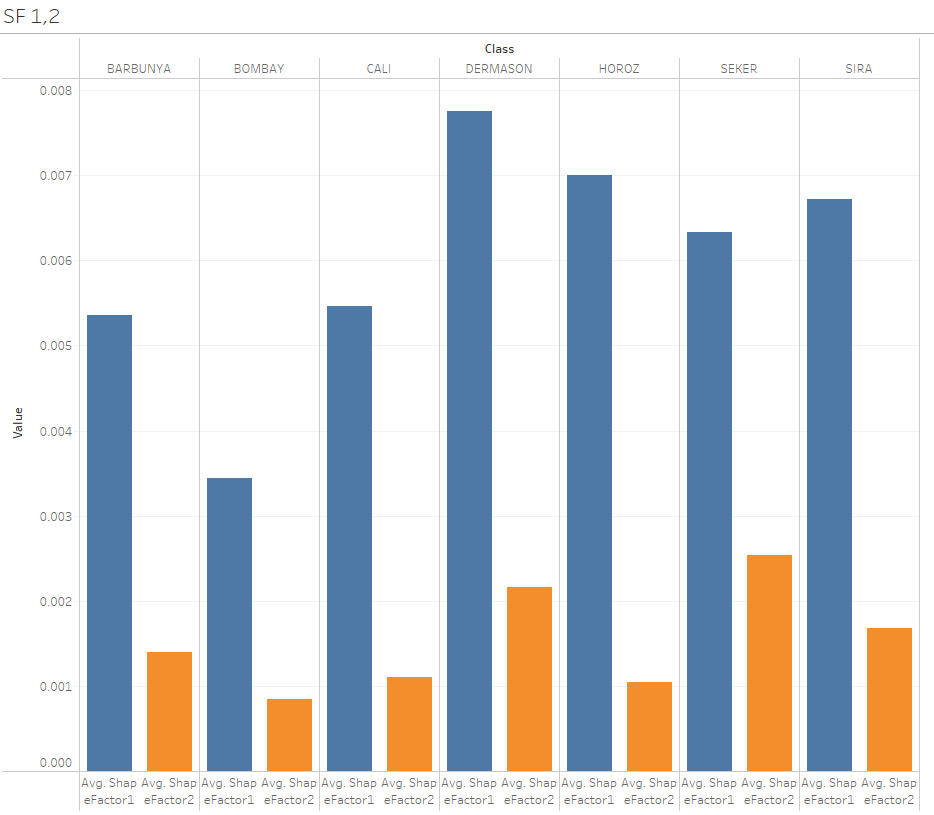 SF 1,2
Class
BARBUNYA BOMBAY CALI DERMASON HOROZ SEKER SIRA
0.008
0.007
0.006
0.005
0.004
0.003
0.002
0.001
0.000
Value
Avg. Shap Avg. Shap Avg. Shap Avg. Shap Avg. Shap Avg. Shap Avg. Shap Avg. Shap Avg. Shap Avg. Shap Avg. Shap Avg. Shap Avg. Shap Avg. Shap
eFactor1 eFactor2 eFactor1 eFactor2 eFactor1 eFactor2 eFactor1 eFactor2 eFactor1 eFactor2 eFactor1 eFactor2 eFactor1 eFactor2